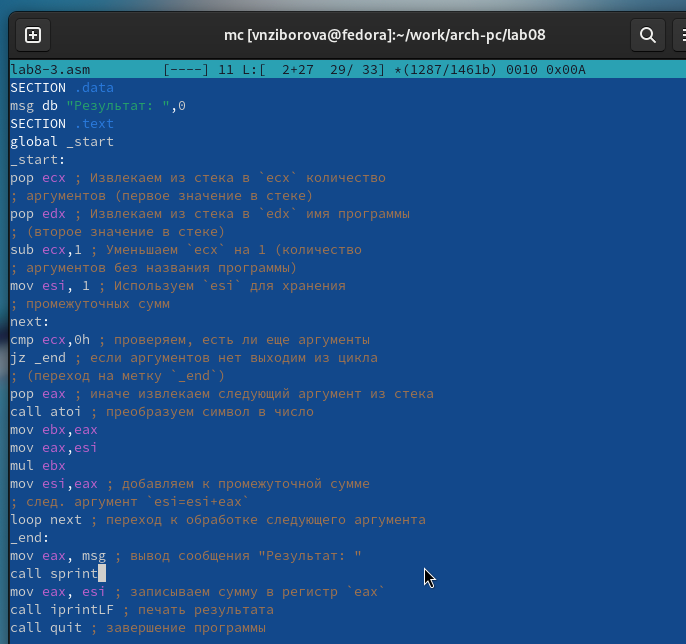 mc [vnziborova@fedora]:~/work/arch-pc/lab08
lab8-3.asm [----] 11 L:[ 2+27 29/ 33] *(1287/1461b) 0010 0x00A
SECTION .data
msg db "Результат: ",0
SECTION .text
global _start
_start:
pop ecx ; Извлекаем из стека в `ecx` количество
; аргументов (первое значение в стеке)
pop edx ; Извлекаем из стека в `edx` имя программы
; (второе значение в стеке)
sub ecx,1 ; Уменьшаем `ecx` на 1 (количество
; аргументов без названия программы)
mov esi, 1 ; Используем `esi` для хранения
; промежуточных сумм
next:
cmp ecx,0h ; проверяем, есть ли еще аргументы
jz _end ; если аргументов нет выходим из цикла
; (переход на метку `_end`)
pop eax ; иначе извлекаем следующий аргумент из стека
call atoi ; преобразуем символ в число
mov ebx,eax
mov eax,esi
mul ebx
mov esi,eax ; добавляем к промежуточной сумме
; след. аргумент `esi=esi+eax`
loop next ; переход к обработке следующего аргумента
_end:
mov eax, msg ; вывод сообщения "Результат: "
call sprint
mov eax, esi ; записываем сумму в регистр `eax`
call iprintLF ; печать результата
call quit ; завершение программы